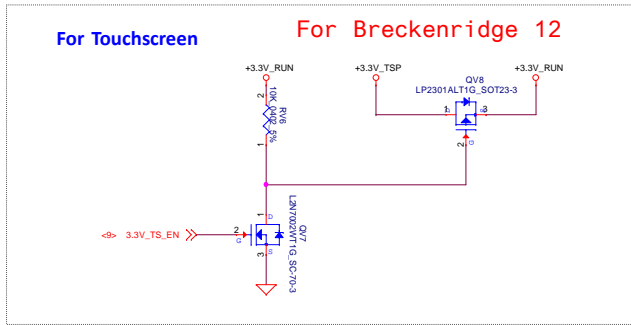 For Touchscreen
For Breckenridge 12
+3.3V_RUN
+3.3V_TSP
+3.3V_RUN
QV8
LP2301ALT1G_SOT23-3
2
RV6
10K_0402_5%
1
1
3
D
S
G
2
1
D
<9> 3.3V_TS_EN
2
G
S
3
QV7
L2N7002WT1G_SC-70-3